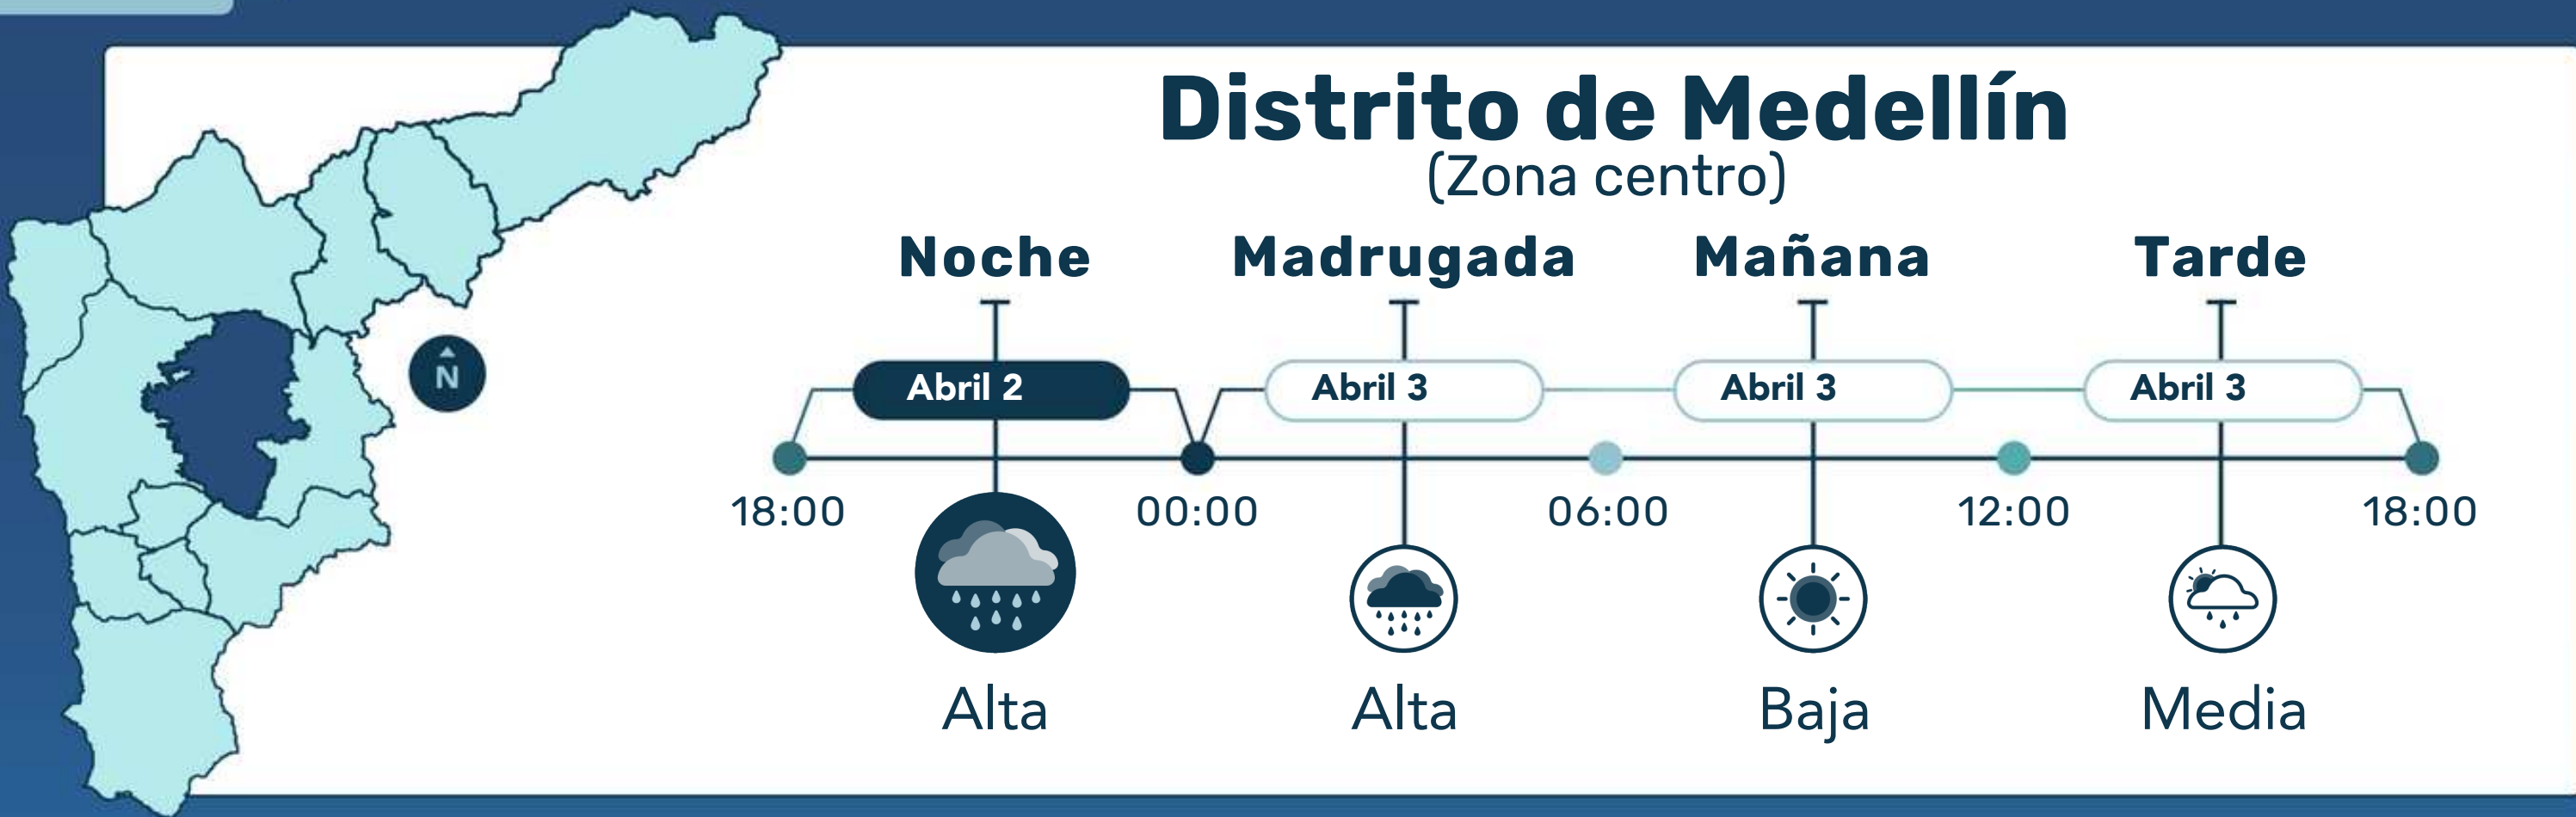 Distrito de Medellín
(Zona centro)
Noche Madrugada Mañana Tarde
Abril 2 Abril 3 Abril 3 Abril 3
N
18:00 00:00 06:00 12:00 18:00
Alta Alta Baja Media